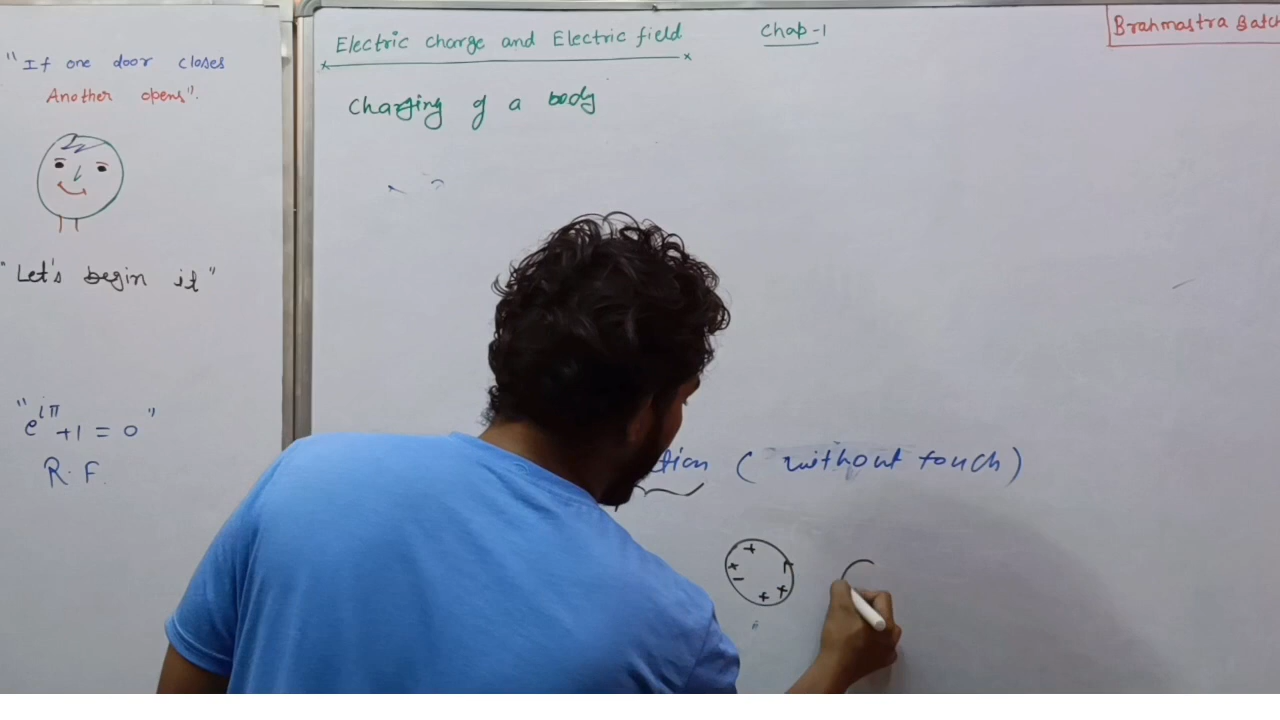 "If one door closes
Another opens".
"Let's begin it"
"e^iπ +1 = 0"
R.F.
Electric charge and Electric field
Chap-1
Brahmastra Batch
Charging of a body
tion (without touch)
+
+
-
+
+